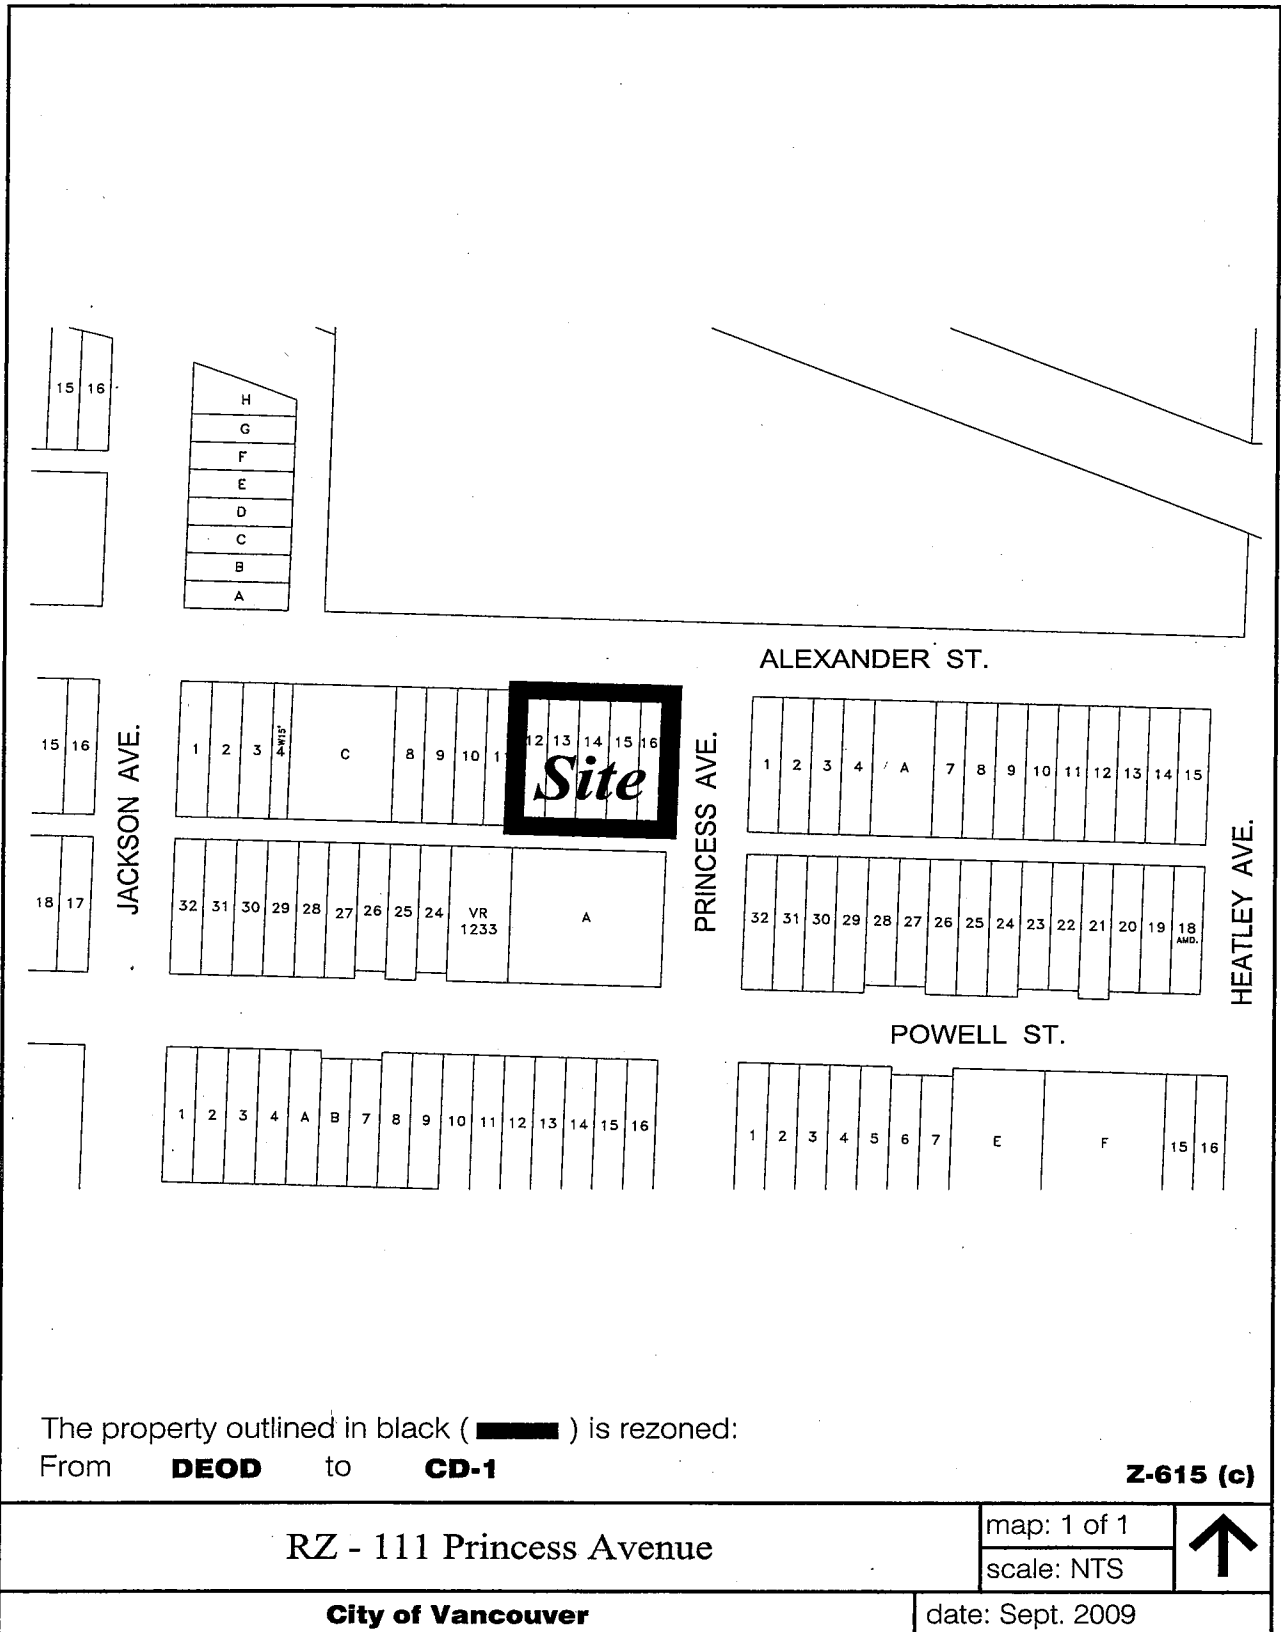 15 16
H
G
F
E
D
C
B
A
ALEXANDER ST.
15 16
JACKSON AVE.
1 2 3 4 W15' C 8 9 10 11 12 13 14 15 16
Site
PRINCESS AVE.
1 2 3 4 A 7 8 9 10 11 12 13 14 15
HEATLEY AVE.
18 17
32 31 30 29 28 27 26 25 24 VR A
1233
32 31 30 29 28 27 26 25 24 23 22 21 20 19 18
AMD.
POWELL ST.
1 2 3 4 A B 7 8 9 10 11 12 13 14 15 16
1 2 3 4 5 6 7 E F 15 16
The property outlined in black ( ) is rezoned:
From DEOD to CD-1
Z-615 (c)
RZ - 111 Princess Avenue
map: 1 of 1
scale: NTS
City of Vancouver
date: Sept. 2009